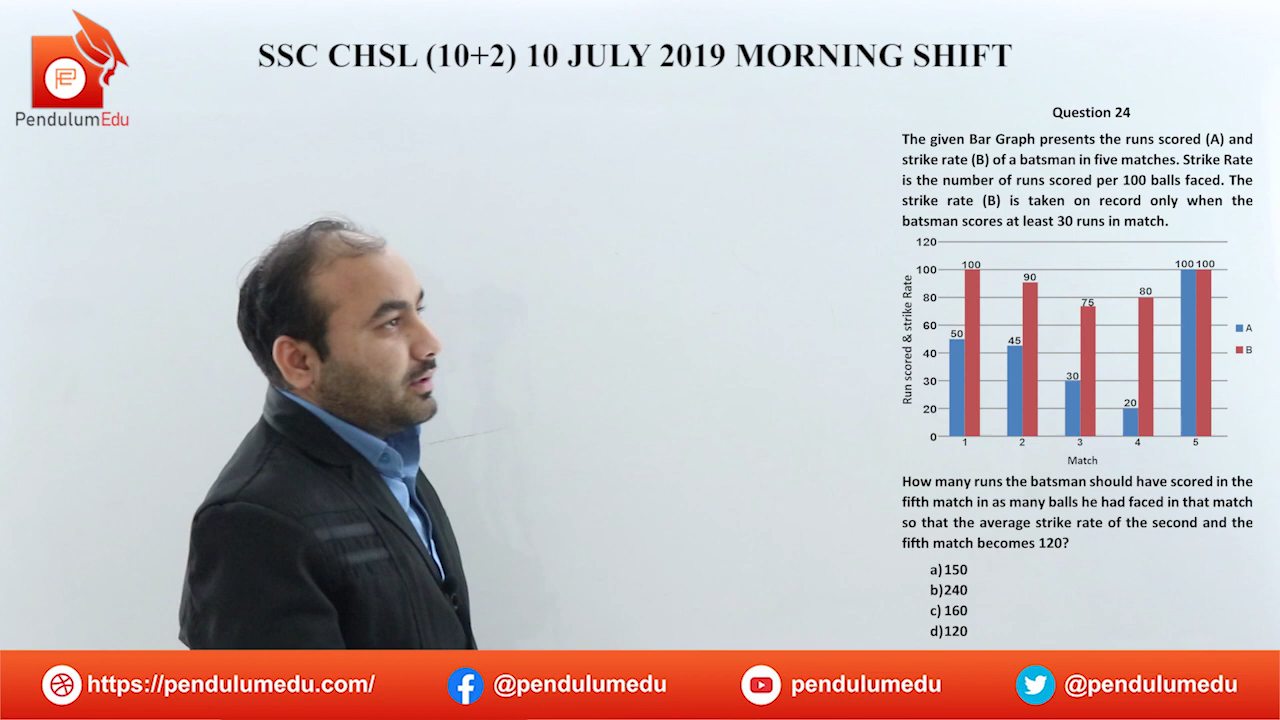 SSC CHSL (10+2) 10 JULY 2019 MORNING SHIFT
PendulumEdu
Question 24
The given Bar Graph presents the runs scored (A) and
strike rate (B) of a batsman in five matches. Strike Rate
is the number of runs scored per 100 balls faced. The
strike rate (B) is taken on record only when the
batsman scores at least 30 runs in match.
120
100
80
60
40
30
20
0
Run scored & strike Rate
50 100
45 90
30 75
20 80
100 100
1 2 3 4 5
Match
A
B
How many runs the batsman should have scored in the
fifth match in as many balls he had faced in that match
so that the average strike rate of the second and the
fifth match becomes 120?
a) 150
b) 240
c) 160
d) 120
https://pendulumedu.com/ @pendulumedu pendulumedu @pendulumedu